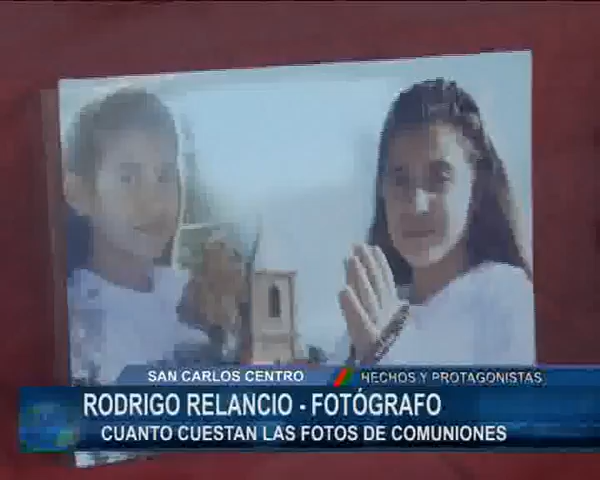 SAN CARLOS CENTRO
HECHOS Y PROTAGONISTAS
RODRIGO RELANCIO - FOTÓGRAFO
CUANTO CUESTAN LAS FOTOS DE COMUNIONES